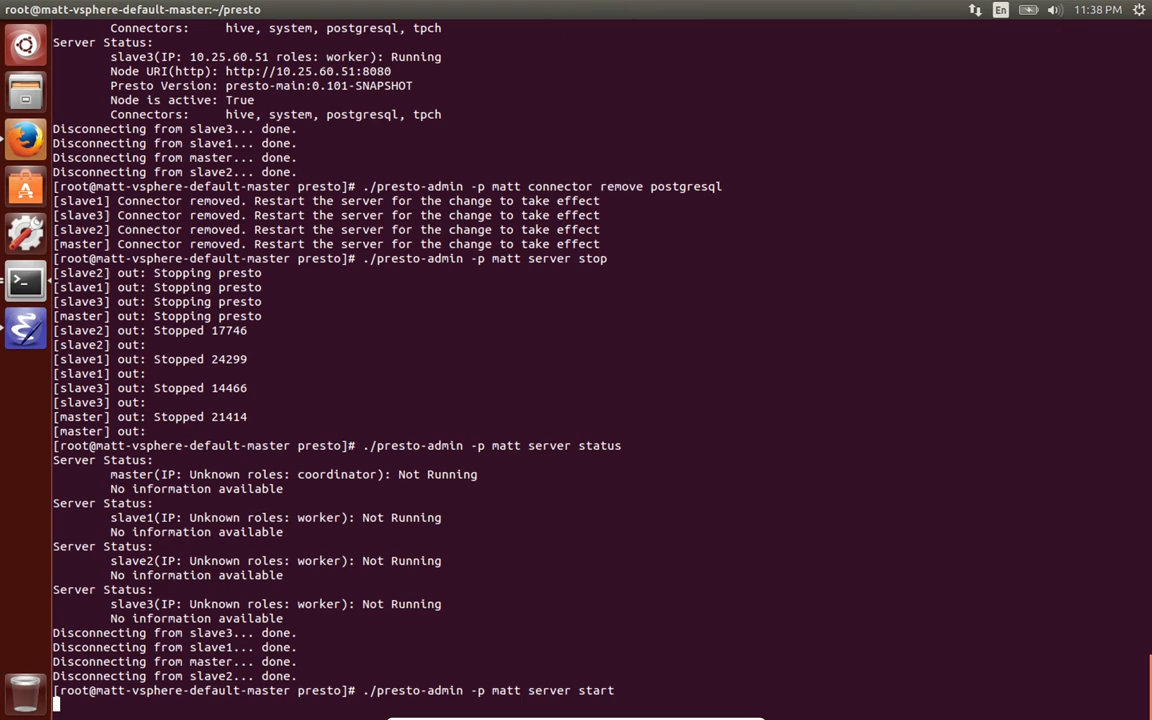 root@matt-vsphere-default-master:~/presto
En
11:38 PM
Connectors: hive, system, postgresql, tpch
Server Status:
slave3(IP: 10.25.60.51 roles: worker): Running
Node URI(http): http://10.25.60.51:8080
Presto Version: presto-main:0.101-SNAPSHOT
Node is active: True
Connectors: hive, system, postgresql, tpch
Disconnecting from slave3... done.
Disconnecting from slave1... done.
Disconnecting from master... done.
Disconnecting from slave2... done.
[root@matt-vsphere-default-master presto]# ./presto-admin -p matt connector remove postgresql
[slave1] Connector removed. Restart the server for the change to take effect
[slave3] Connector removed. Restart the server for the change to take effect
[slave2] Connector removed. Restart the server for the change to take effect
[master] Connector removed. Restart the server for the change to take effect
[root@matt-vsphere-default-master presto]# ./presto-admin -p matt server stop
[slave2] out: Stopping presto
[slave1] out: Stopping presto
[slave3] out: Stopping presto
[master] out: Stopping presto
[slave2] out: Stopped 17746
[slave2] out:
[slave1] out: Stopped 24299
[slave1] out:
[slave3] out: Stopped 14466
[slave3] out:
[master] out: Stopped 21414
[master] out:
[root@matt-vsphere-default-master presto]# ./presto-admin -p matt server status
Server Status:
master(IP: Unknown roles: coordinator): Not Running
No information available
Server Status:
slave1(IP: Unknown roles: worker): Not Running
No information available
Server Status:
slave2(IP: Unknown roles: worker): Not Running
No information available
Server Status:
slave3(IP: Unknown roles: worker): Not Running
No information available
Disconnecting from slave3... done.
Disconnecting from slave1... done.
Disconnecting from master... done.
Disconnecting from slave2... done.
[root@matt-vsphere-default-master presto]# ./presto-admin -p matt server start